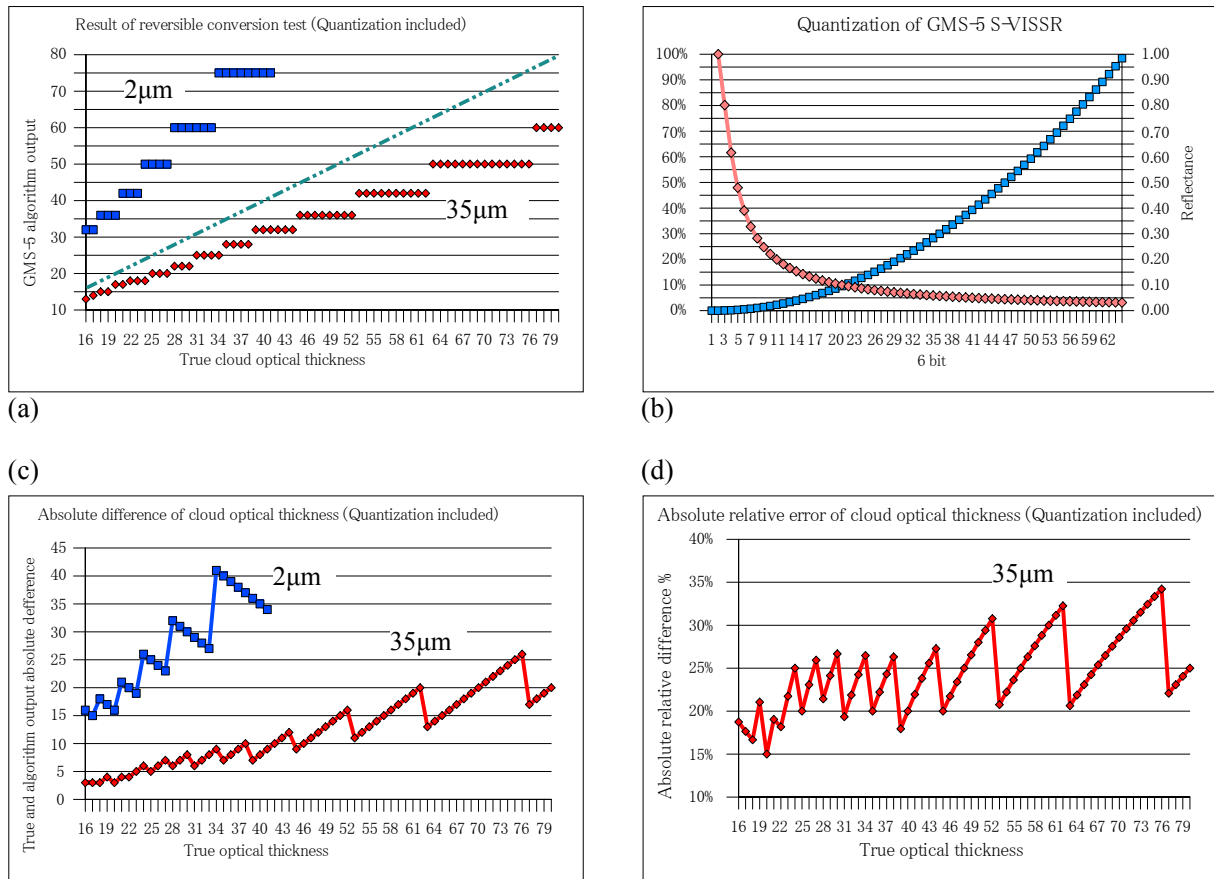 Result of reversible conversion test (Quantization included)
80
70
60
50
40
30
20
10
2µm
35µm
GMS-5 algorithm output
16 19 22 25 28 31 34 37 40 43 46 49 52 55 58 61 64 67 70 73 76 79
True cloud optical thickness
(a)
Quantization of GMS-5 S-VISSR
100%
90%
80%
70%
60%
50%
40%
30%
20%
10%
0%
1.00
0.90
0.80
0.70
0.60
0.50
0.40
0.30
0.20
0.10
0.00
Reflectance
1 3 5 7 9 11 14 17 20 23 26 29 32 35 38 41 44 47 50 53 56 59 62
6 bit
(b)
(c)
Absolute difference of cloud optical thickness (Quantization included)
45
40
35
30
25
20
15
10
5
0
2µm
35µm
True and algorithm output absolute defference
16 19 22 25 28 31 34 37 40 43 46 49 52 55 58 61 64 67 70 73 76 79
True optical thickness
(d)
Absolute relative error of cloud optical thickness (Quantization included)
40%
35%
30%
25%
20%
15%
10%
35µm
Absolute relative difference %
16 19 22 25 28 31 34 37 40 43 46 49 52 55 58 61 64 67 70 73 76 79
True optical thickness